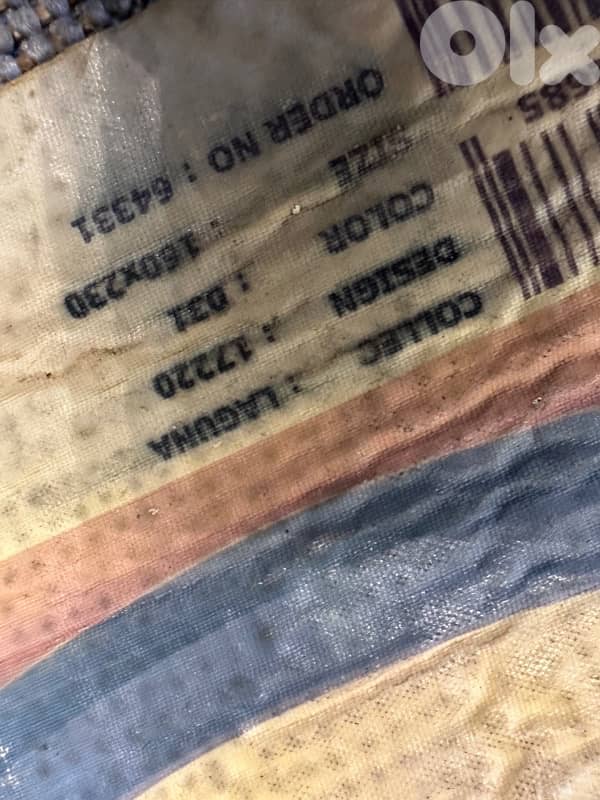 COLLEC : LAGUNA
DESIGN : 17220
COLOR : 031
SIZE : 160x230
ORDER NO : 64331
OLX